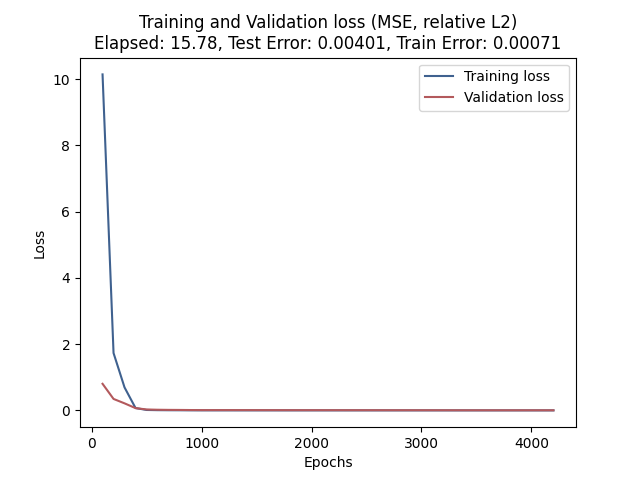 Training and Validation loss (MSE, relative L2)
Elapsed: 15.78, Test Error: 0.00401, Train Error: 0.00071
Training loss
Validation loss
10
8
6
4
2
0
Loss
0 1000 2000 3000 4000
Epochs